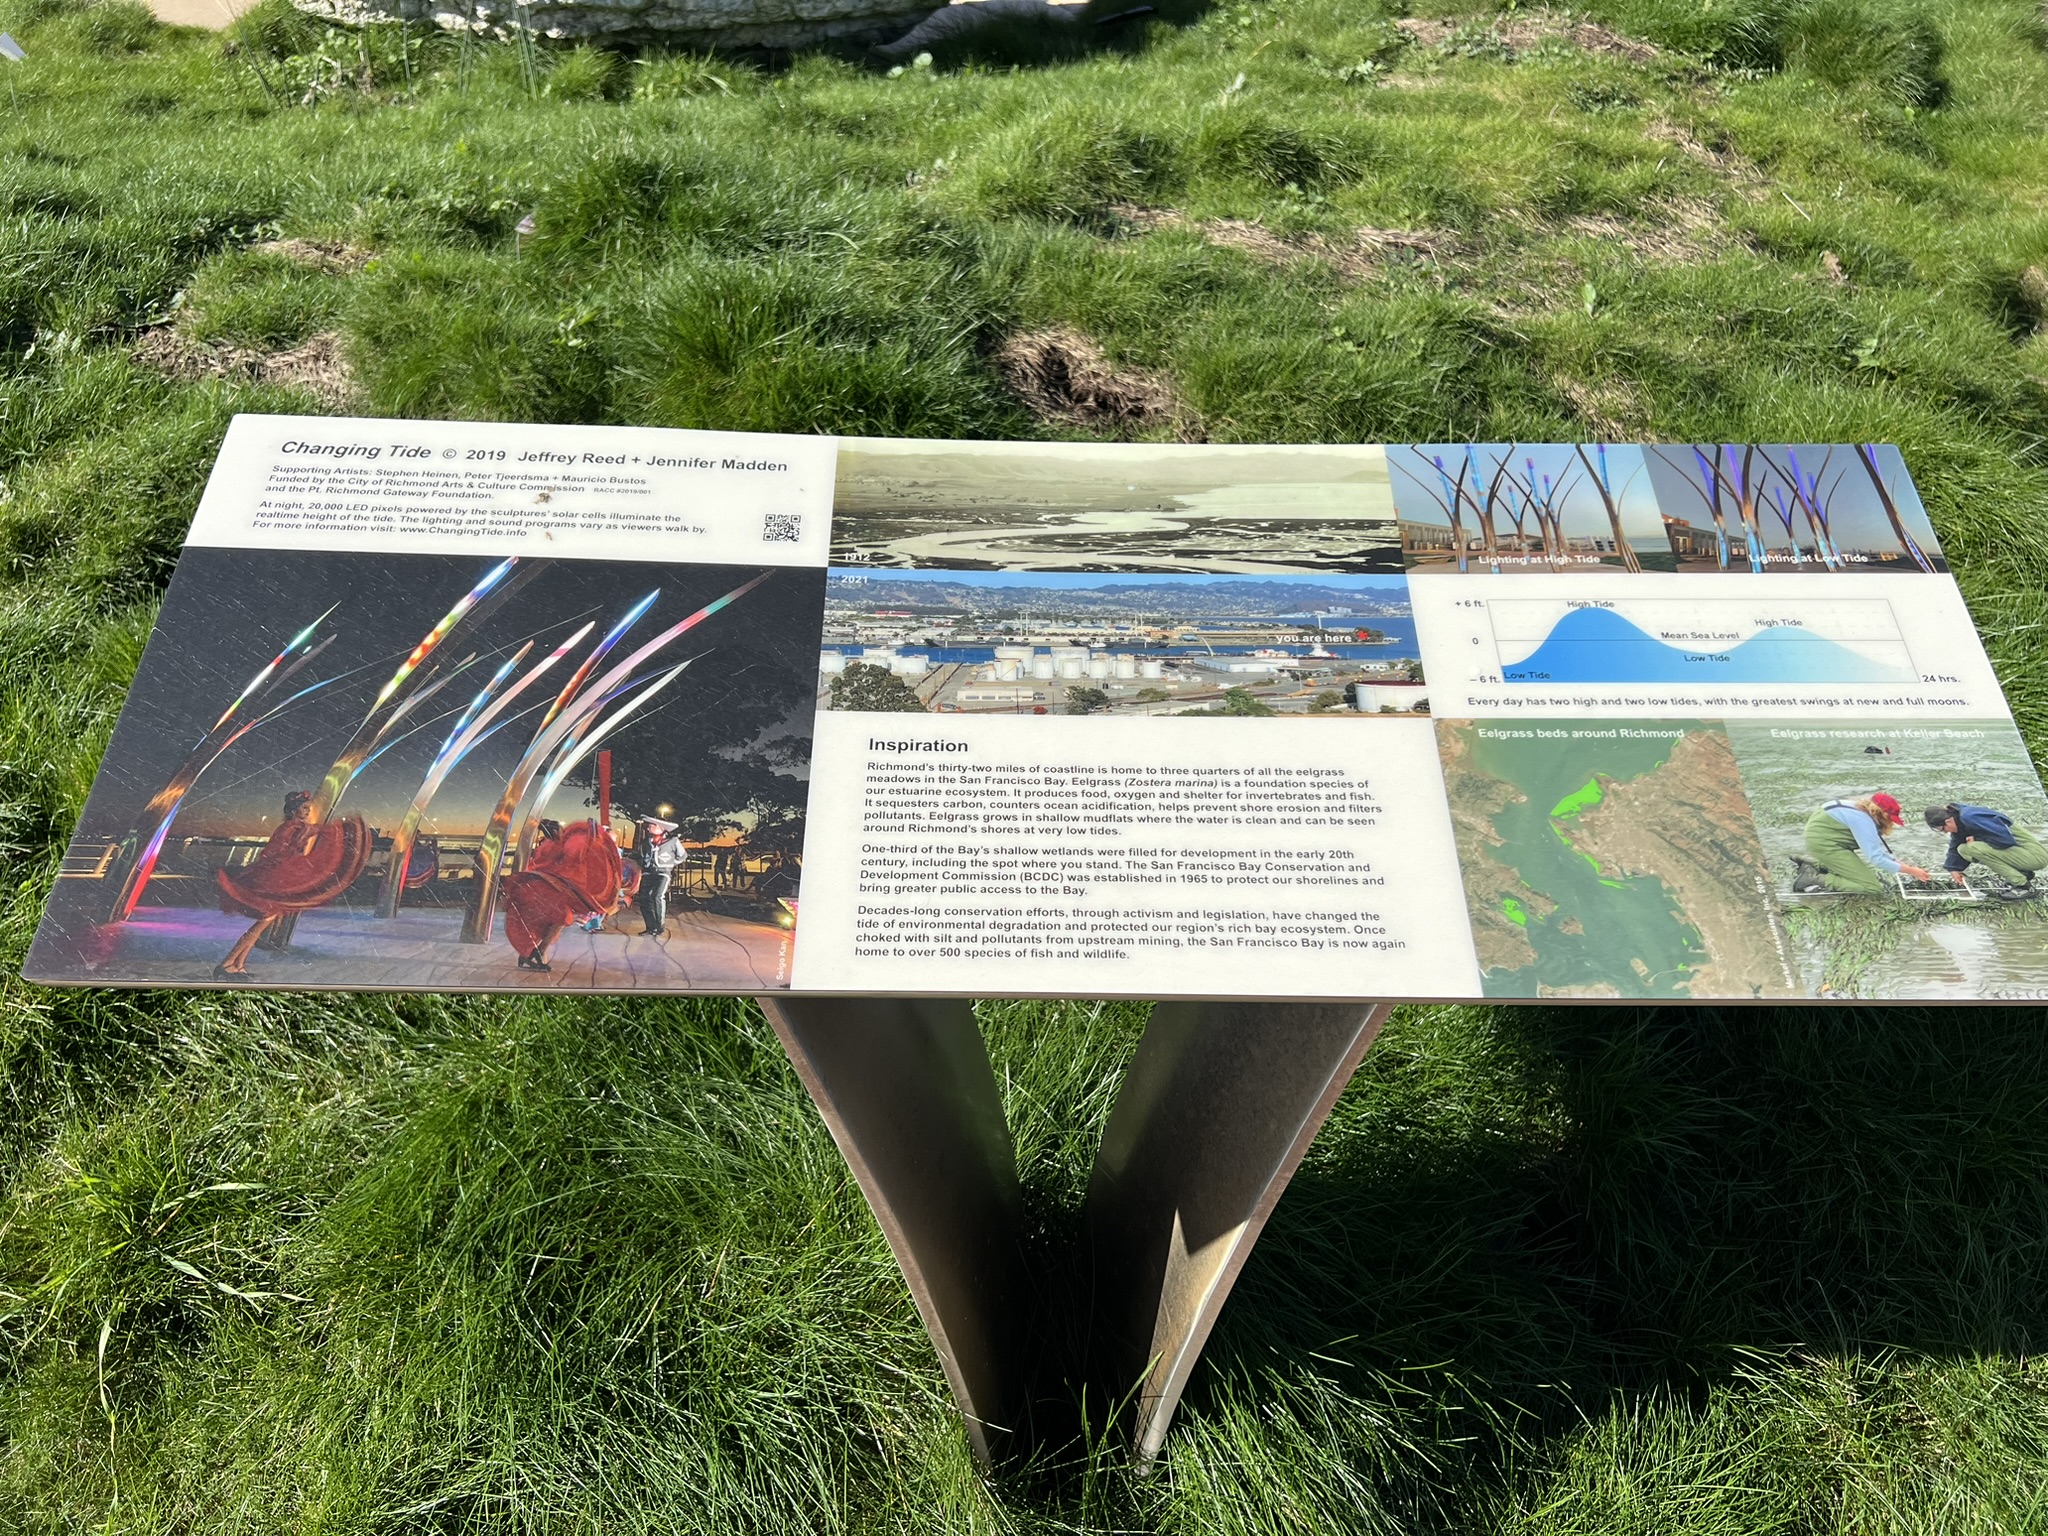 Changing Tide © 2019 Jeffrey Reed + Jennifer Madden
Supporting Artists: Stephen Heinen, Peter Tjeerdsma + Mauricio Bustos
Funded by the City of Richmond Arts & Culture Commission RACC #2019/001
and the Pt. Richmond Gateway Foundation.
At night, 20,000 LED pixels powered by the sculptures' solar cells illuminate the
realtime height of the tide. The lighting and sound programs vary as viewers walk by.
For more information visit: www.ChangingTide.info
1912
2021
you are here
Inspiration
Richmond's thirty-two miles of coastline is home to three quarters of all the eelgrass
meadows in the San Francisco Bay. Eelgrass (Zostera marina) is a foundation species of
our estuarine ecosystem. It produces food, oxygen and shelter for invertebrates and fish.
It sequesters carbon, counters ocean acidification, helps prevent shore erosion and filters
pollutants. Eelgrass grows in shallow mudflats where the water is clean and can be seen
around Richmond's shores at very low tides.
One-third of the Bay's shallow wetlands were filled for development in the early 20th
century, including the spot where you stand. The San Francisco Bay Conservation and
Development Commission (BCDC) was established in 1965 to protect our shorelines and
bring greater public access to the Bay.
Decades-long conservation efforts, through activism and legislation, have changed the
tide of environmental degradation and protected our region's rich bay ecosystem. Once
choked with silt and pollutants from upstream mining, the San Francisco Bay is now again
home to over 500 species of fish and wildlife.
Lighting at High Tide
Lighting at Low Tide
+ 6 ft.
0
– 6 ft.
High Tide
Mean Sea Level
High Tide
Low Tide
Low Tide
24 hrs.
Every day has two high and two low tides, with the greatest swings at new and full moons.
Eelgrass beds around Richmond
Eelgrass research at Keller Beach